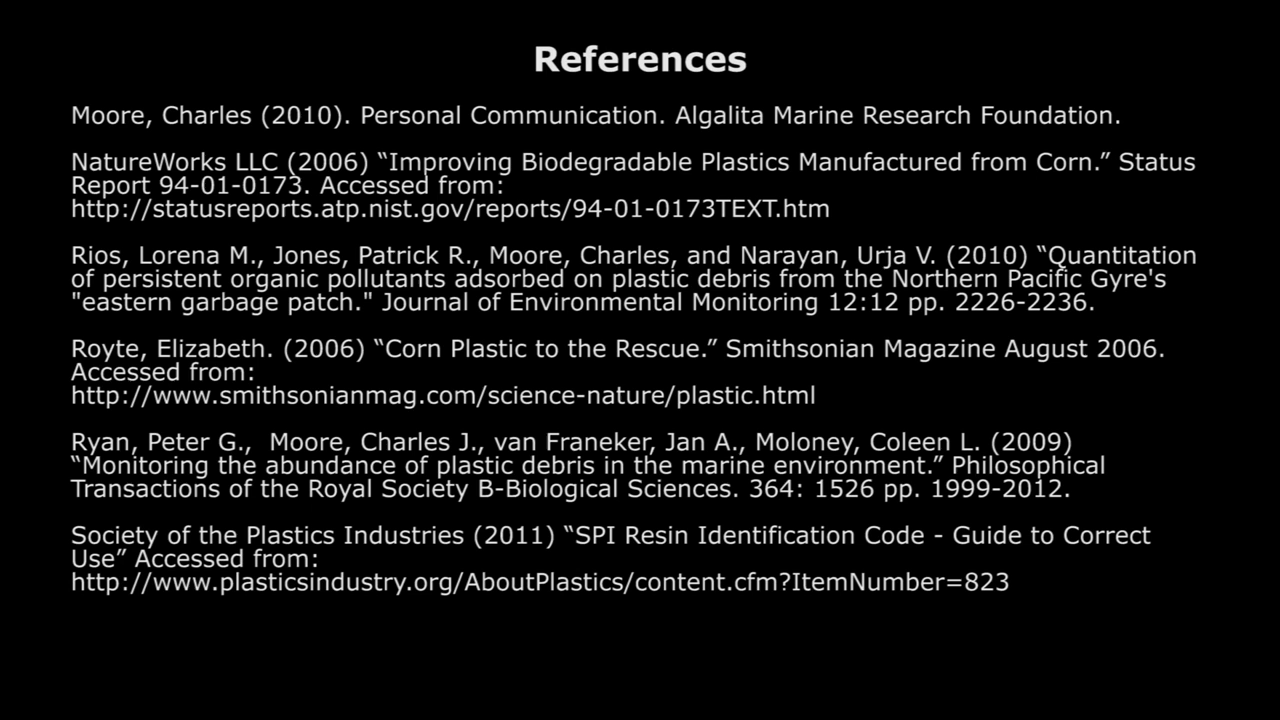 References
Moore, Charles (2010). Personal Communication. Algalita Marine Research Foundation.
NatureWorks LLC (2006) “Improving Biodegradable Plastics Manufactured from Corn.” Status
Report 94-01-0173. Accessed from:
http://statusreports.atp.nist.gov/reports/94-01-0173TEXT.htm
Rios, Lorena M., Jones, Patrick R., Moore, Charles, and Narayan, Urja V. (2010) “Quantitation
of persistent organic pollutants adsorbed on plastic debris from the Northern Pacific Gyre's
"eastern garbage patch." Journal of Environmental Monitoring 12:12 pp. 2226-2236.
Royte, Elizabeth. (2006) “Corn Plastic to the Rescue.” Smithsonian Magazine August 2006.
Accessed from:
http://www.smithsonianmag.com/science-nature/plastic.html
Ryan, Peter G.,  Moore, Charles J., van Franeker, Jan A., Moloney, Coleen L. (2009)
“Monitoring the abundance of plastic debris in the marine environment.” Philosophical
Transactions of the Royal Society B-Biological Sciences. 364: 1526 pp. 1999-2012.
Society of the Plastics Industries (2011) “SPI Resin Identification Code - Guide to Correct
Use” Accessed from:
http://www.plasticsindustry.org/AboutPlastics/content.cfm?ItemNumber=823